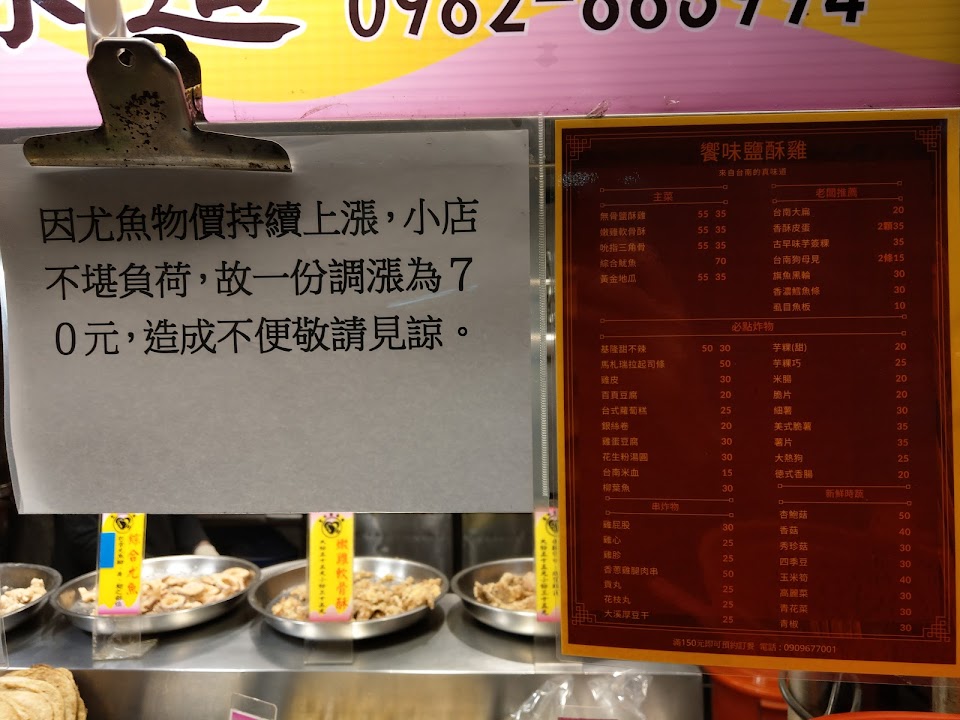 0982-883994
因尤魚物價持續上漲,小店
不堪負荷,故一份調漲為7
0元,造成不便敬請見諒。
饗味鹽酥雞
來自台南的真味道
主菜
無骨鹽酥雞 55 35
嫩雞軟骨酥 55 35
吮指三角骨 55 35
綜合魷魚 70
黃金地瓜 55 35
老闆推薦
台南大扁 20
香酥皮蛋 2顆35
古早味芋簽粿 35
台南狗母晃 2條15
旗魚黑輪 30
香濃鱈魚條 30
虱目魚板 10
必點炸物
基隆甜不辣 50 30
馬札瑞拉起司條 50
雞皮 30
百頁豆腐 20
台式蘿蔔糕 25
銀絲卷 20
雞蛋豆腐 30
花生粉湯圓 30
台南米血 15
柳葉魚 30
芋粿(甜) 20
芋粿巧 25
米腸 20
脆片 20
細薯 30
美式脆薯 35
薯片 35
大熱狗 25
德式香腸 20
串炸物
雞屁股 30
雞心 25
雞胗 25
香蔥雞腿肉串 50
貢丸 25
花枝丸 25
大溪厚豆干 25
新鮮時蔬
杏鮑菇 50
香菇 40
秀珍菇 30
四季豆 30
玉米筍 40
高麗菜 30
青花菜 30
青椒 30
滿150元即可預約訂餐 電話:0909677001
綜合尤魚
嫩雞軟骨酥